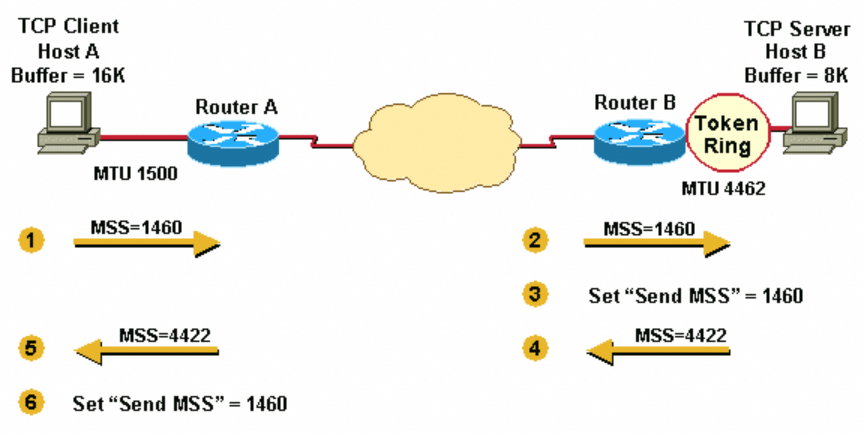 TCP Client
Host A
Buffer = 16K
TCP Server
Host B
Buffer = 8K
Router A
Router B
Token
Ring
MTU 1500
MTU 4462
1
MSS=1460
2
MSS=1460
3
Set “Send MSS” = 1460
5
MSS=4422
4
MSS=4422
6
Set “Send MSS” = 1460